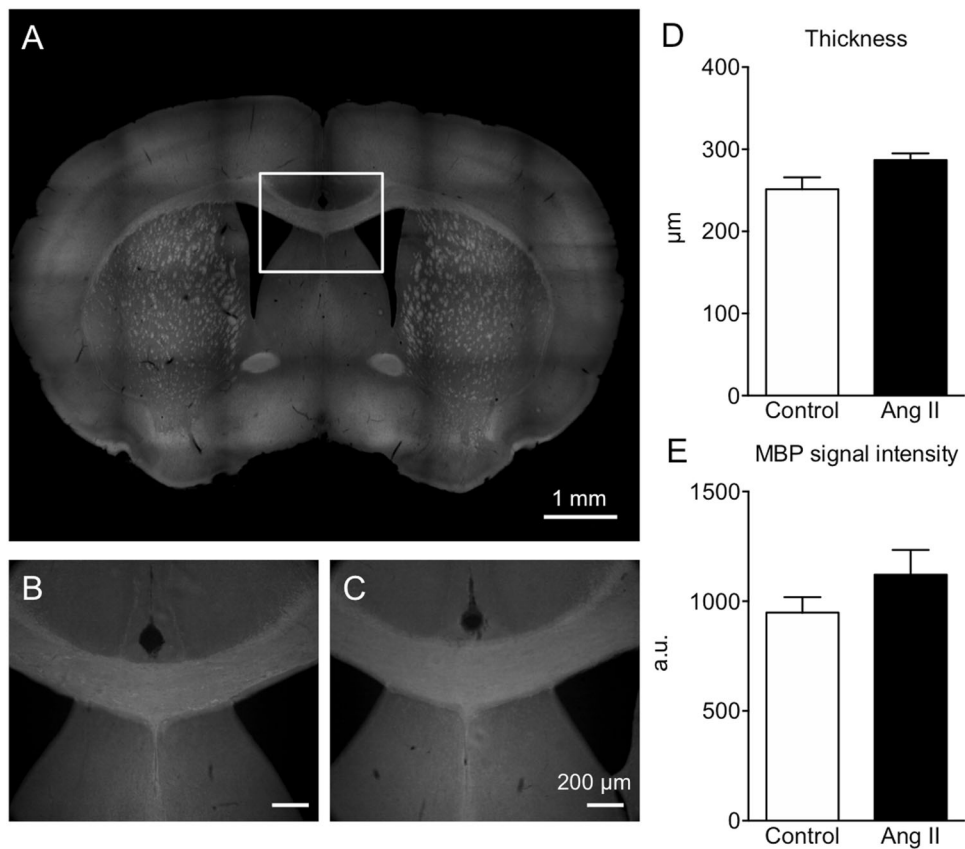 A
1 mm
B
C
200 µm
D
Thickness
400
300
200
100
0
µm
Control
Ang II
E
MBP signal intensity
1500
1000
500
0
a.u.
Control
Ang II